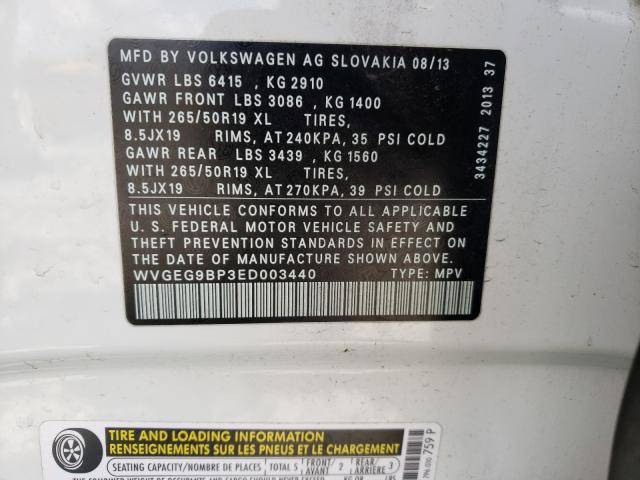 MFD BY VOLKSWAGEN AG SLOVAKIA 08/13
GVWR LBS 6415 , KG 2910
GAWR FRONT LBS 3086 , KG 1400
WITH 265/50R19 XL TIRES,
8.5JX19 RIMS, AT 240KPA, 35 PSI COLD
GAWR REAR LBS 3439 , KG 1560
WITH 265/50R19 XL TIRES,
8.5JX19 RIMS, AT 270KPA, 39 PSI COLD
THIS VEHICLE CONFORMS TO ALL APPLICABLE
U. S. FEDERAL MOTOR VEHICLE SAFETY AND
THEFT PREVENTION STANDARDS IN EFFECT ON
THE DATE OF MANUFACTURE SHOWN ABOVE.
WVGEG9BP3ED003440 TYPE: MPV
3434227 2013 37
TIRE AND LOADING INFORMATION
RENSEIGNEMENTS SUR LES PNEUS ET LE CHARGEMENT
SEATING CAPACITY/NOMBRE DE PLACES TOTAL 5 FRONT/AVANT 2 REAR/ARRIÈRE 3
759 P